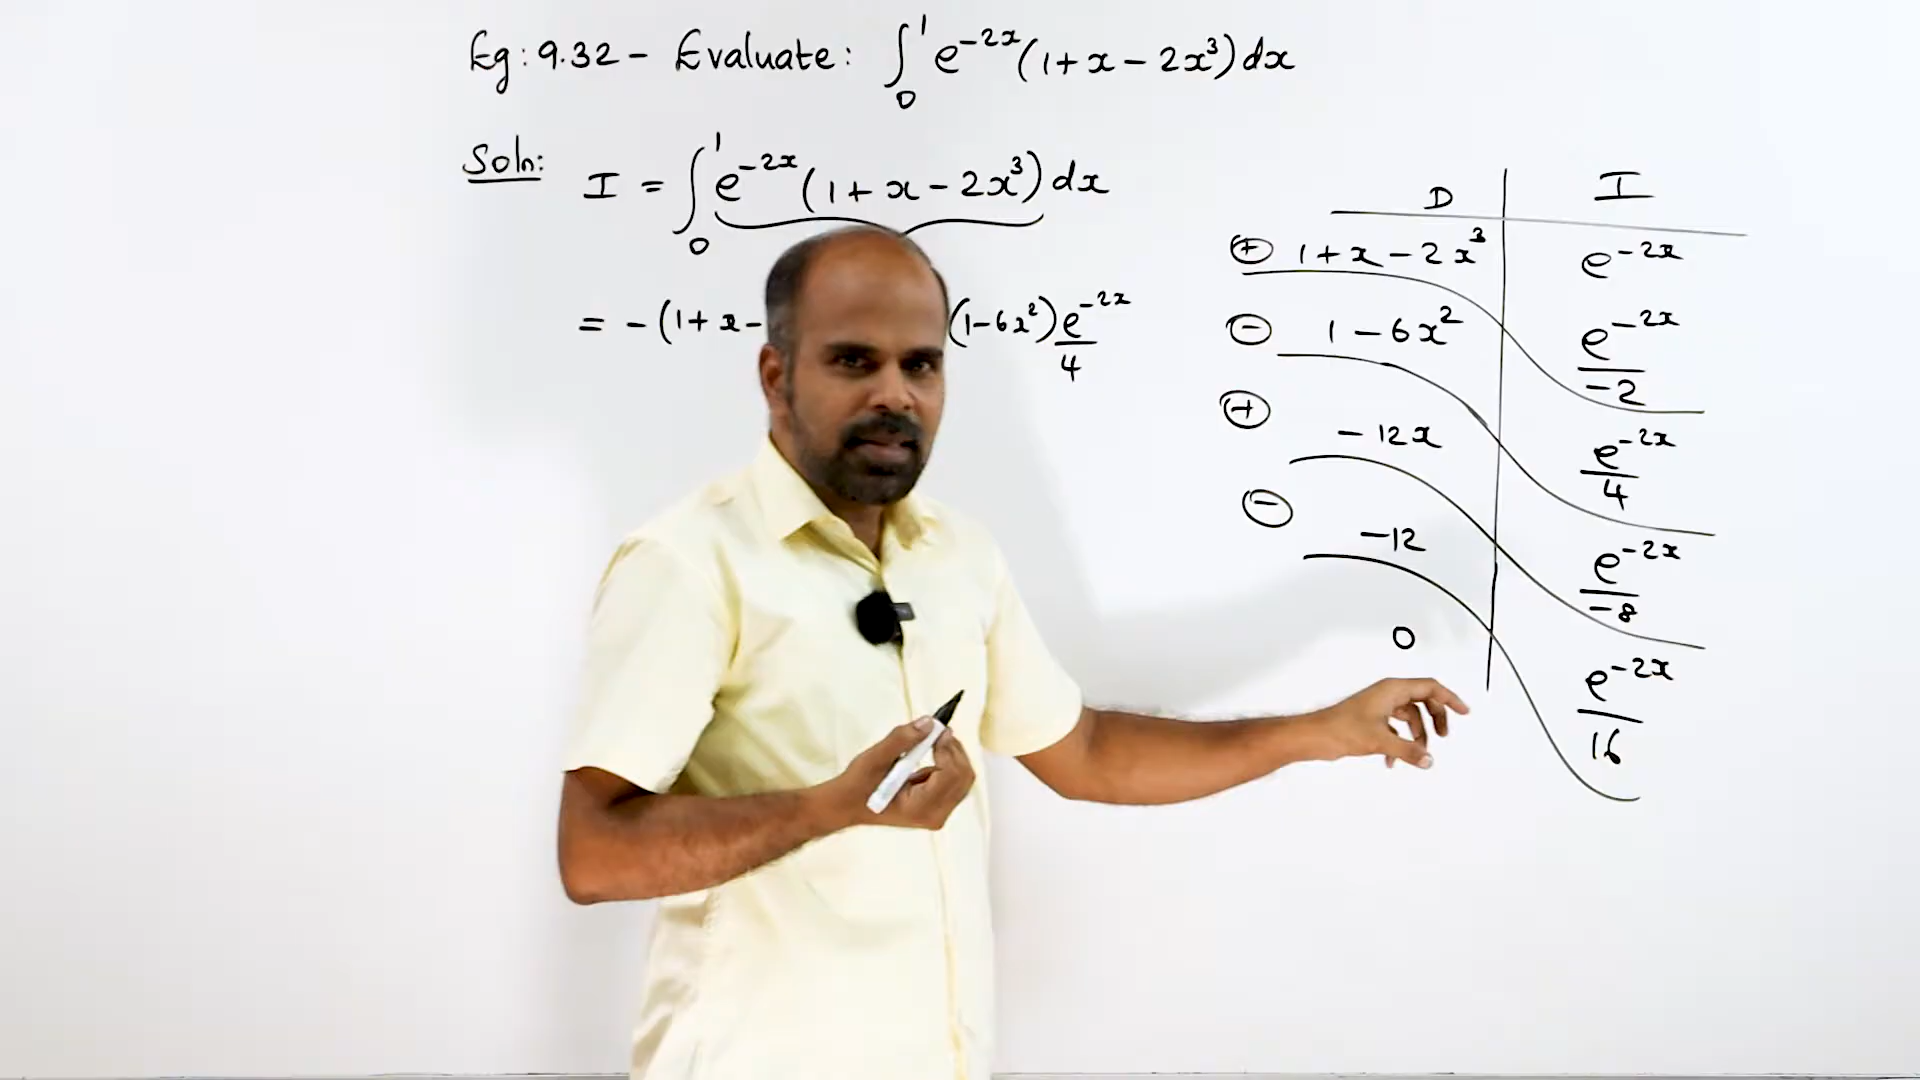 Eg: 9.32 - Evaluate: ∫₀¹ e⁻²ˣ (1 + x − 2x³) dx
Soln: I = ∫₀¹ e⁻²ˣ (1 + x − 2x³) dx
= − (1 + x − (1 − 6x²) e⁻²ˣ/4
D I
⊕ 1 + x − 2x³ e⁻²ˣ
⊖ 1 − 6x² e⁻²ˣ/−2
⊕ − 12x e⁻²ˣ/4
⊖ −12 e⁻²ˣ/−8
0 e⁻²ˣ/16